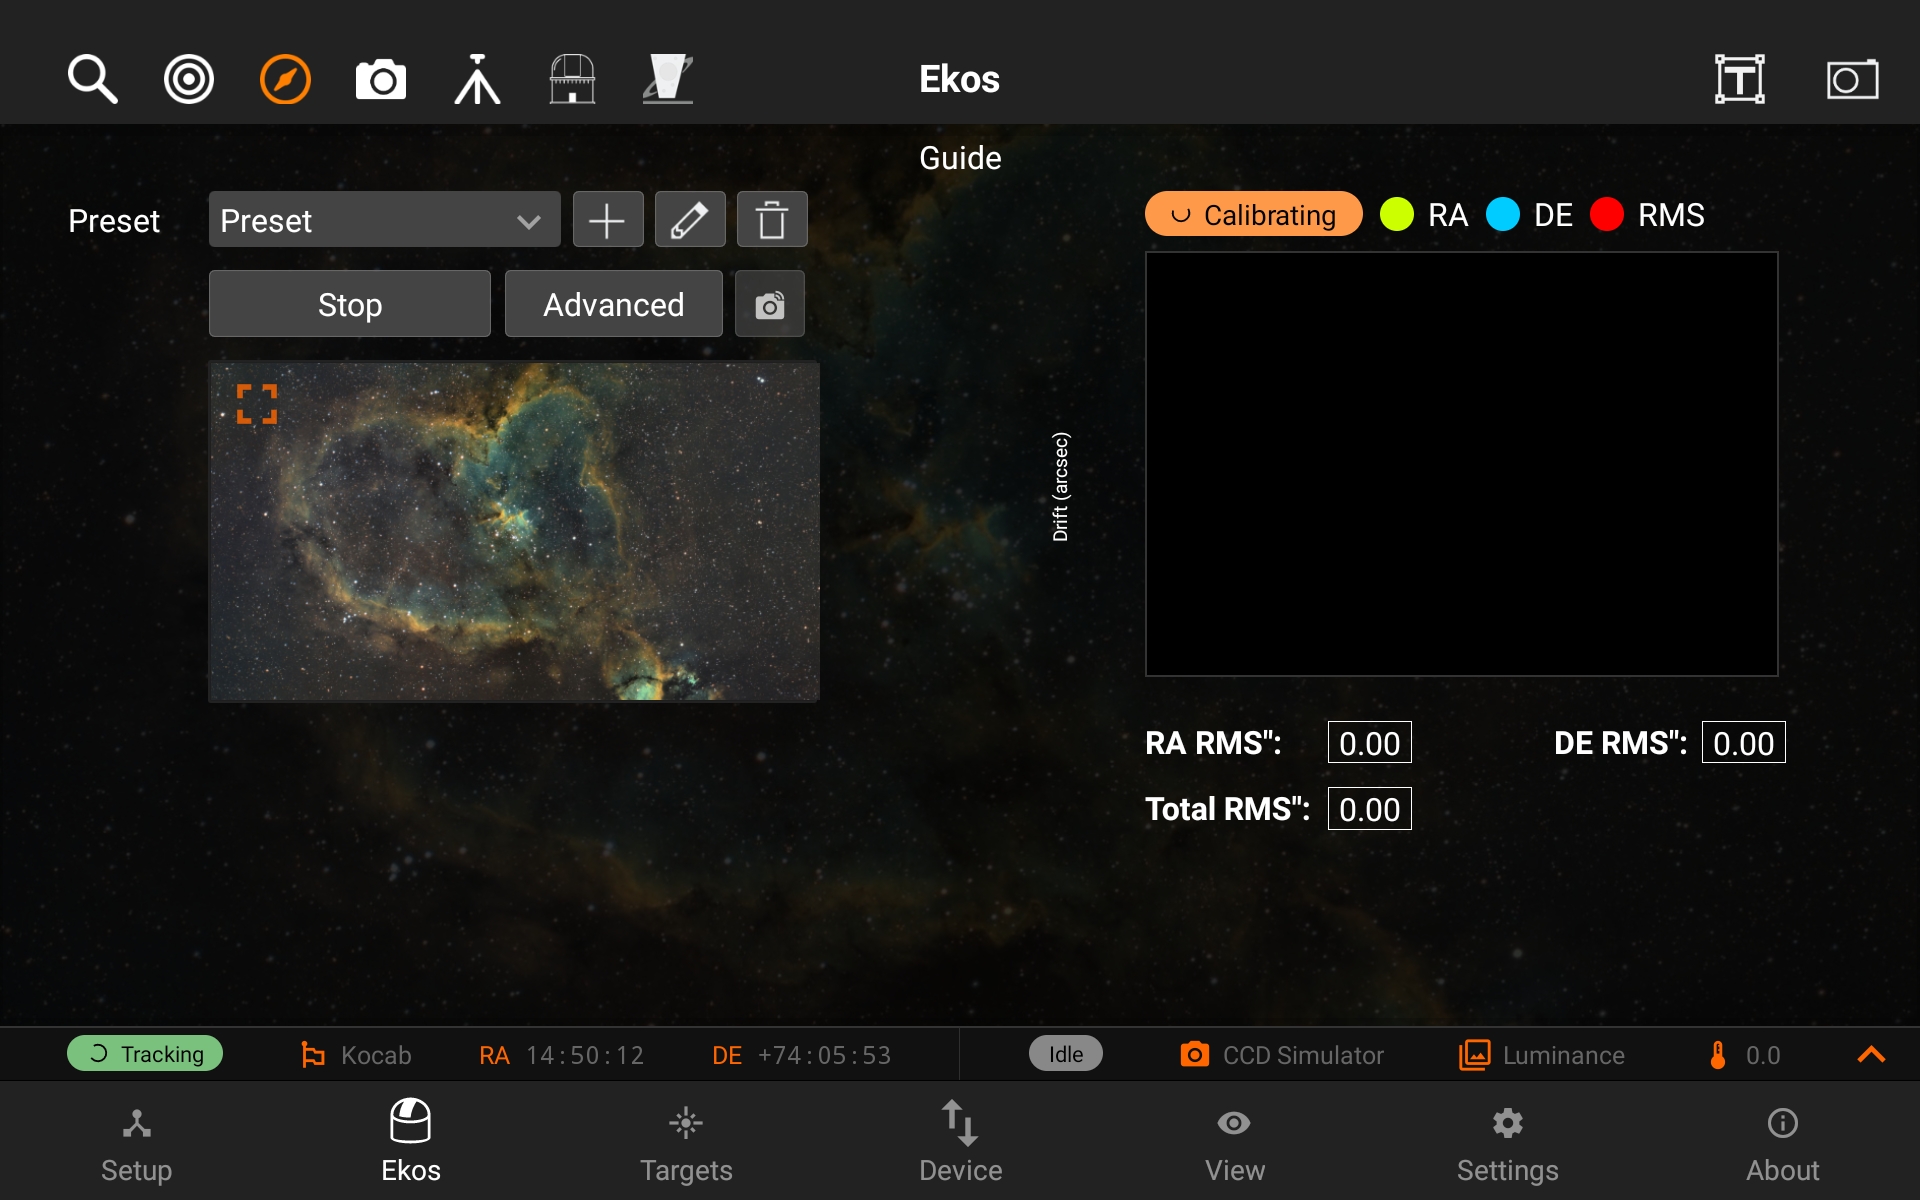 Ekos
Guide
Preset Preset
Calibrating RA DE RMS
Stop Advanced
Drift (arcsec)
RA RMS": 0.00 DE RMS": 0.00
Total RMS": 0.00
Tracking Kocab RA 14:50:12 DE +74:05:53 Idle CCD Simulator Luminance 0.0
Setup Ekos Targets Device View Settings About